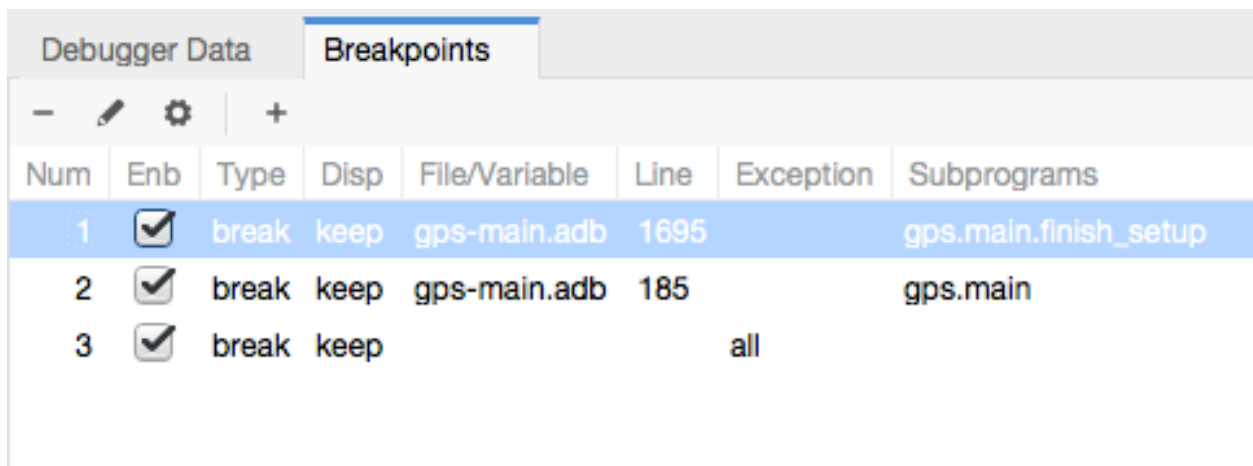 Debugger Data Breakpoints
Num Enb Type Disp File/Variable Line Exception Subprograms
1 break keep gps-main.adb 1695 gps.main.finish_setup
2 break keep gps-main.adb 185 gps.main
3 break keep all